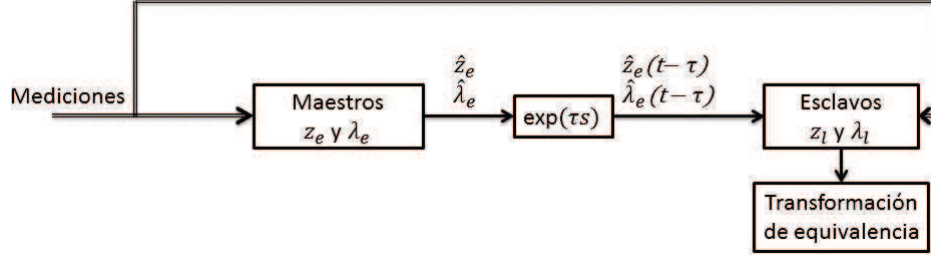 Mediciones
Maestros
z_e y λ_e
ẑ_e
λ̂_e
exp(τs)
ẑ_e(t−τ)
λ̂_e(t−τ)
Esclavos
z_l y λ_l
Transformación
de equivalencia